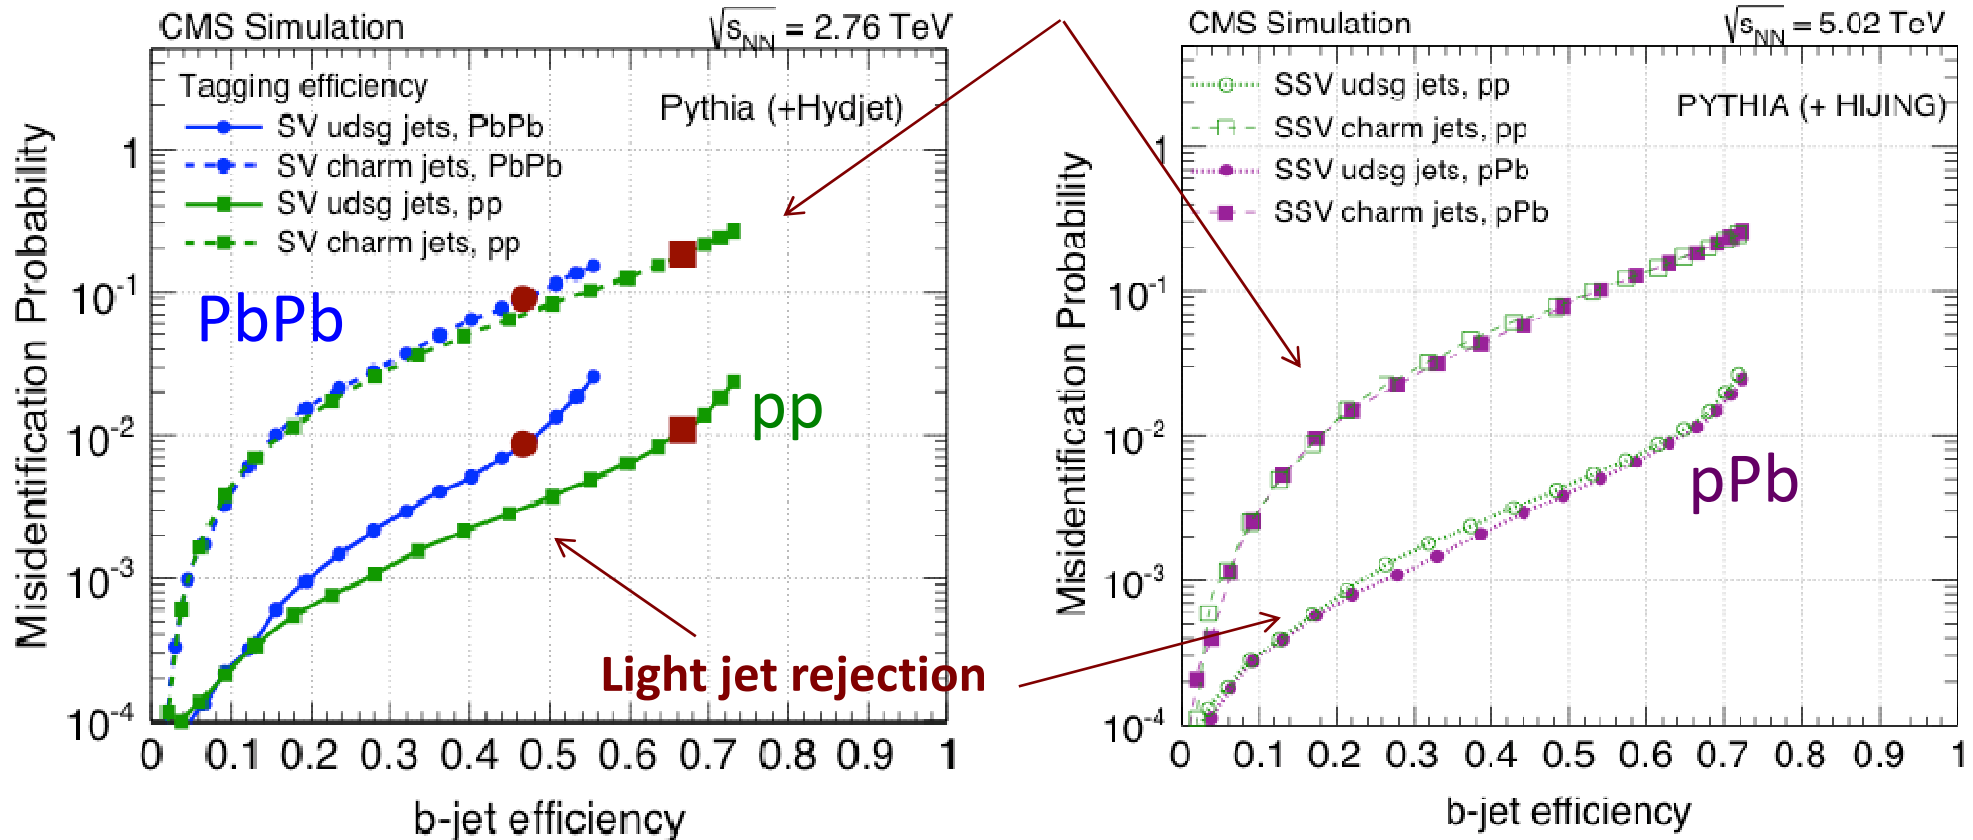 CMS Simulation
√sNN = 2.76 TeV
Tagging efficiency
Pythia (+Hydjet)
SV udsg jets, PbPb
SV charm jets, PbPb
SV udsg jets, pp
SV charm jets, pp
PbPb
pp
Misidentification Probability
1
10-1
10-2
10-3
10-4
0 0.1 0.2 0.3 0.4 0.5 0.6 0.7 0.8 0.9 1
b-jet efficiency
Light jet rejection
CMS Simulation
√sNN = 5.02 TeV
SSV udsg jets, pp
PYTHIA (+ HIJING)
SSV charm jets, pp
SSV udsg jets, pPb
SSV charm jets, pPb
pPb
Misidentification Probability
1
10-1
10-2
10-3
10-4
0 0.1 0.2 0.3 0.4 0.5 0.6 0.7 0.8 0.9 1
b-jet efficiency